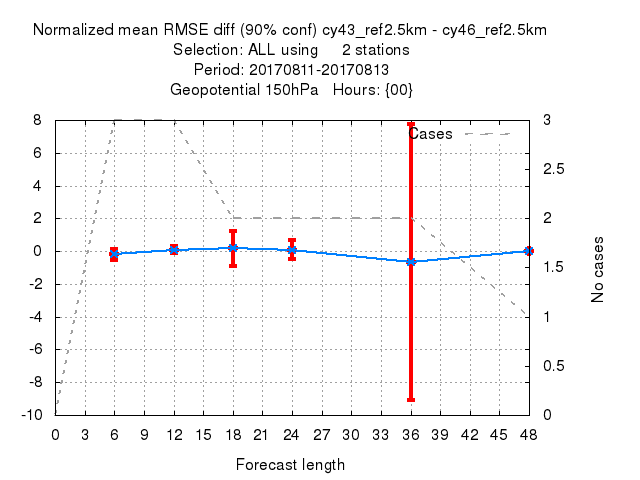 Normalized mean RMSE diff (90% conf) cy43_ref2.5km - cy46_ref2.5km
Selection: ALL using 2 stations
Period: 20170811-20170813
Geopotential 150hPa Hours: {00}
Cases
8
6
4
2
0
-2
-4
-6
-8
-10
3
2.5
2
1.5
1
0.5
0
No cases
0 3 6 9 12 15 18 21 24 27 30 33 36 39 42 45 48
Forecast length